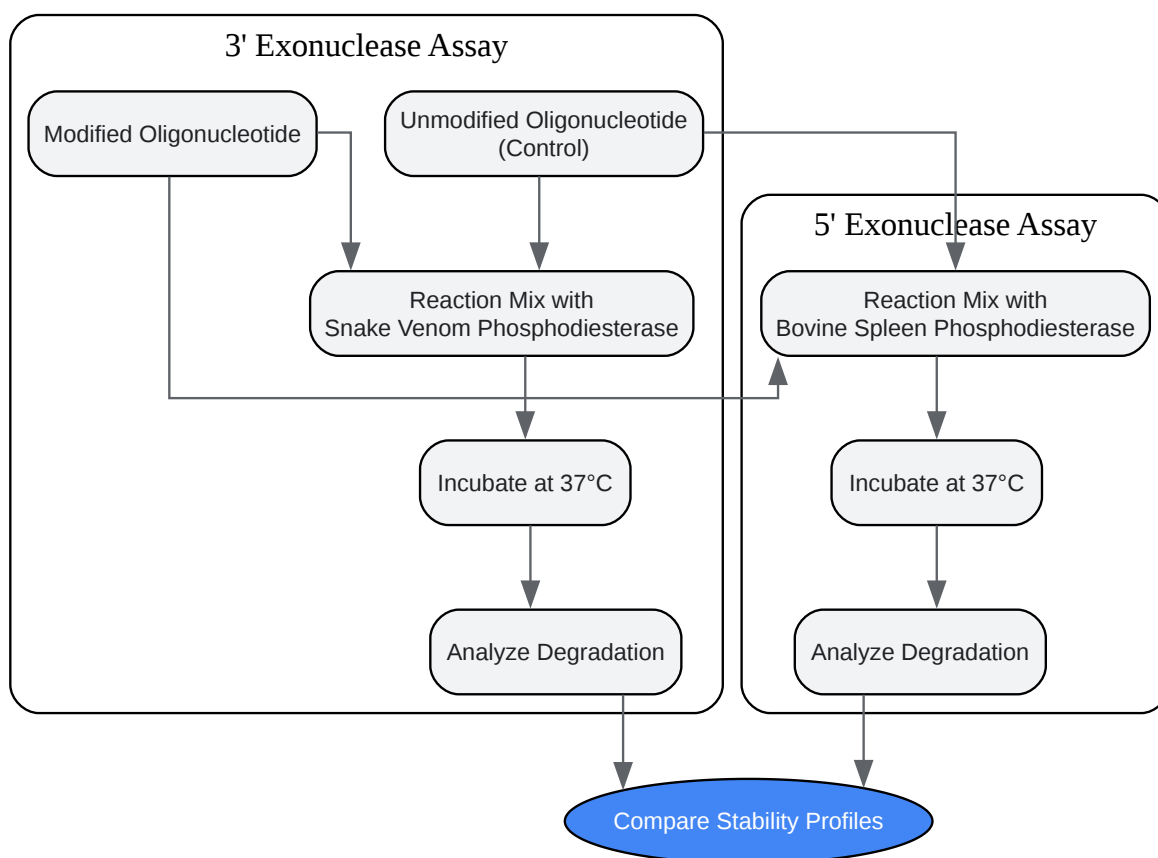 3' Exonuclease Assay
Modified Oligonucleotide
Unmodified Oligonucleotide
(Control)
Reaction Mix with
Snake Venom Phosphodiesterase
Incubate at 37°C
Analyze Degradation
5' Exonuclease Assay
Reaction Mix with
Bovine Spleen Phosphodiesterase
Incubate at 37°C
Analyze Degradation
Compare Stability Profiles